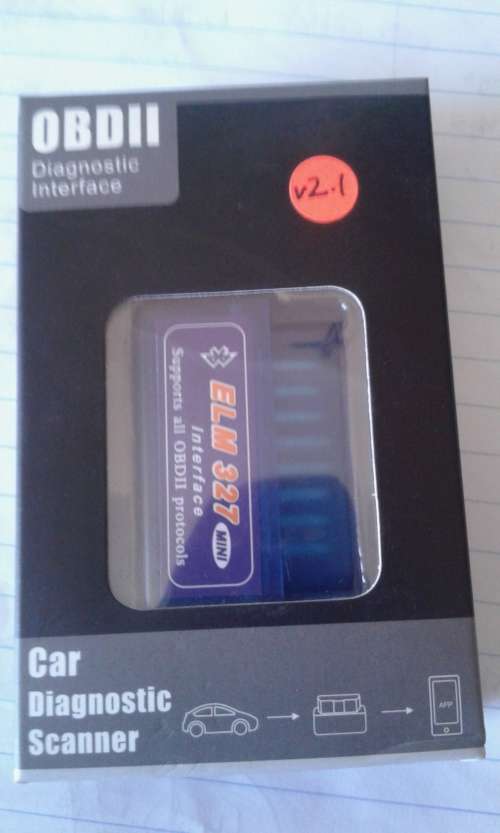 OBDII
Diagnostic
Interface
v2.1
ELM 327
Interface
MINI
Supports all OBDII protocols
Car
Diagnostic
Scanner
APP